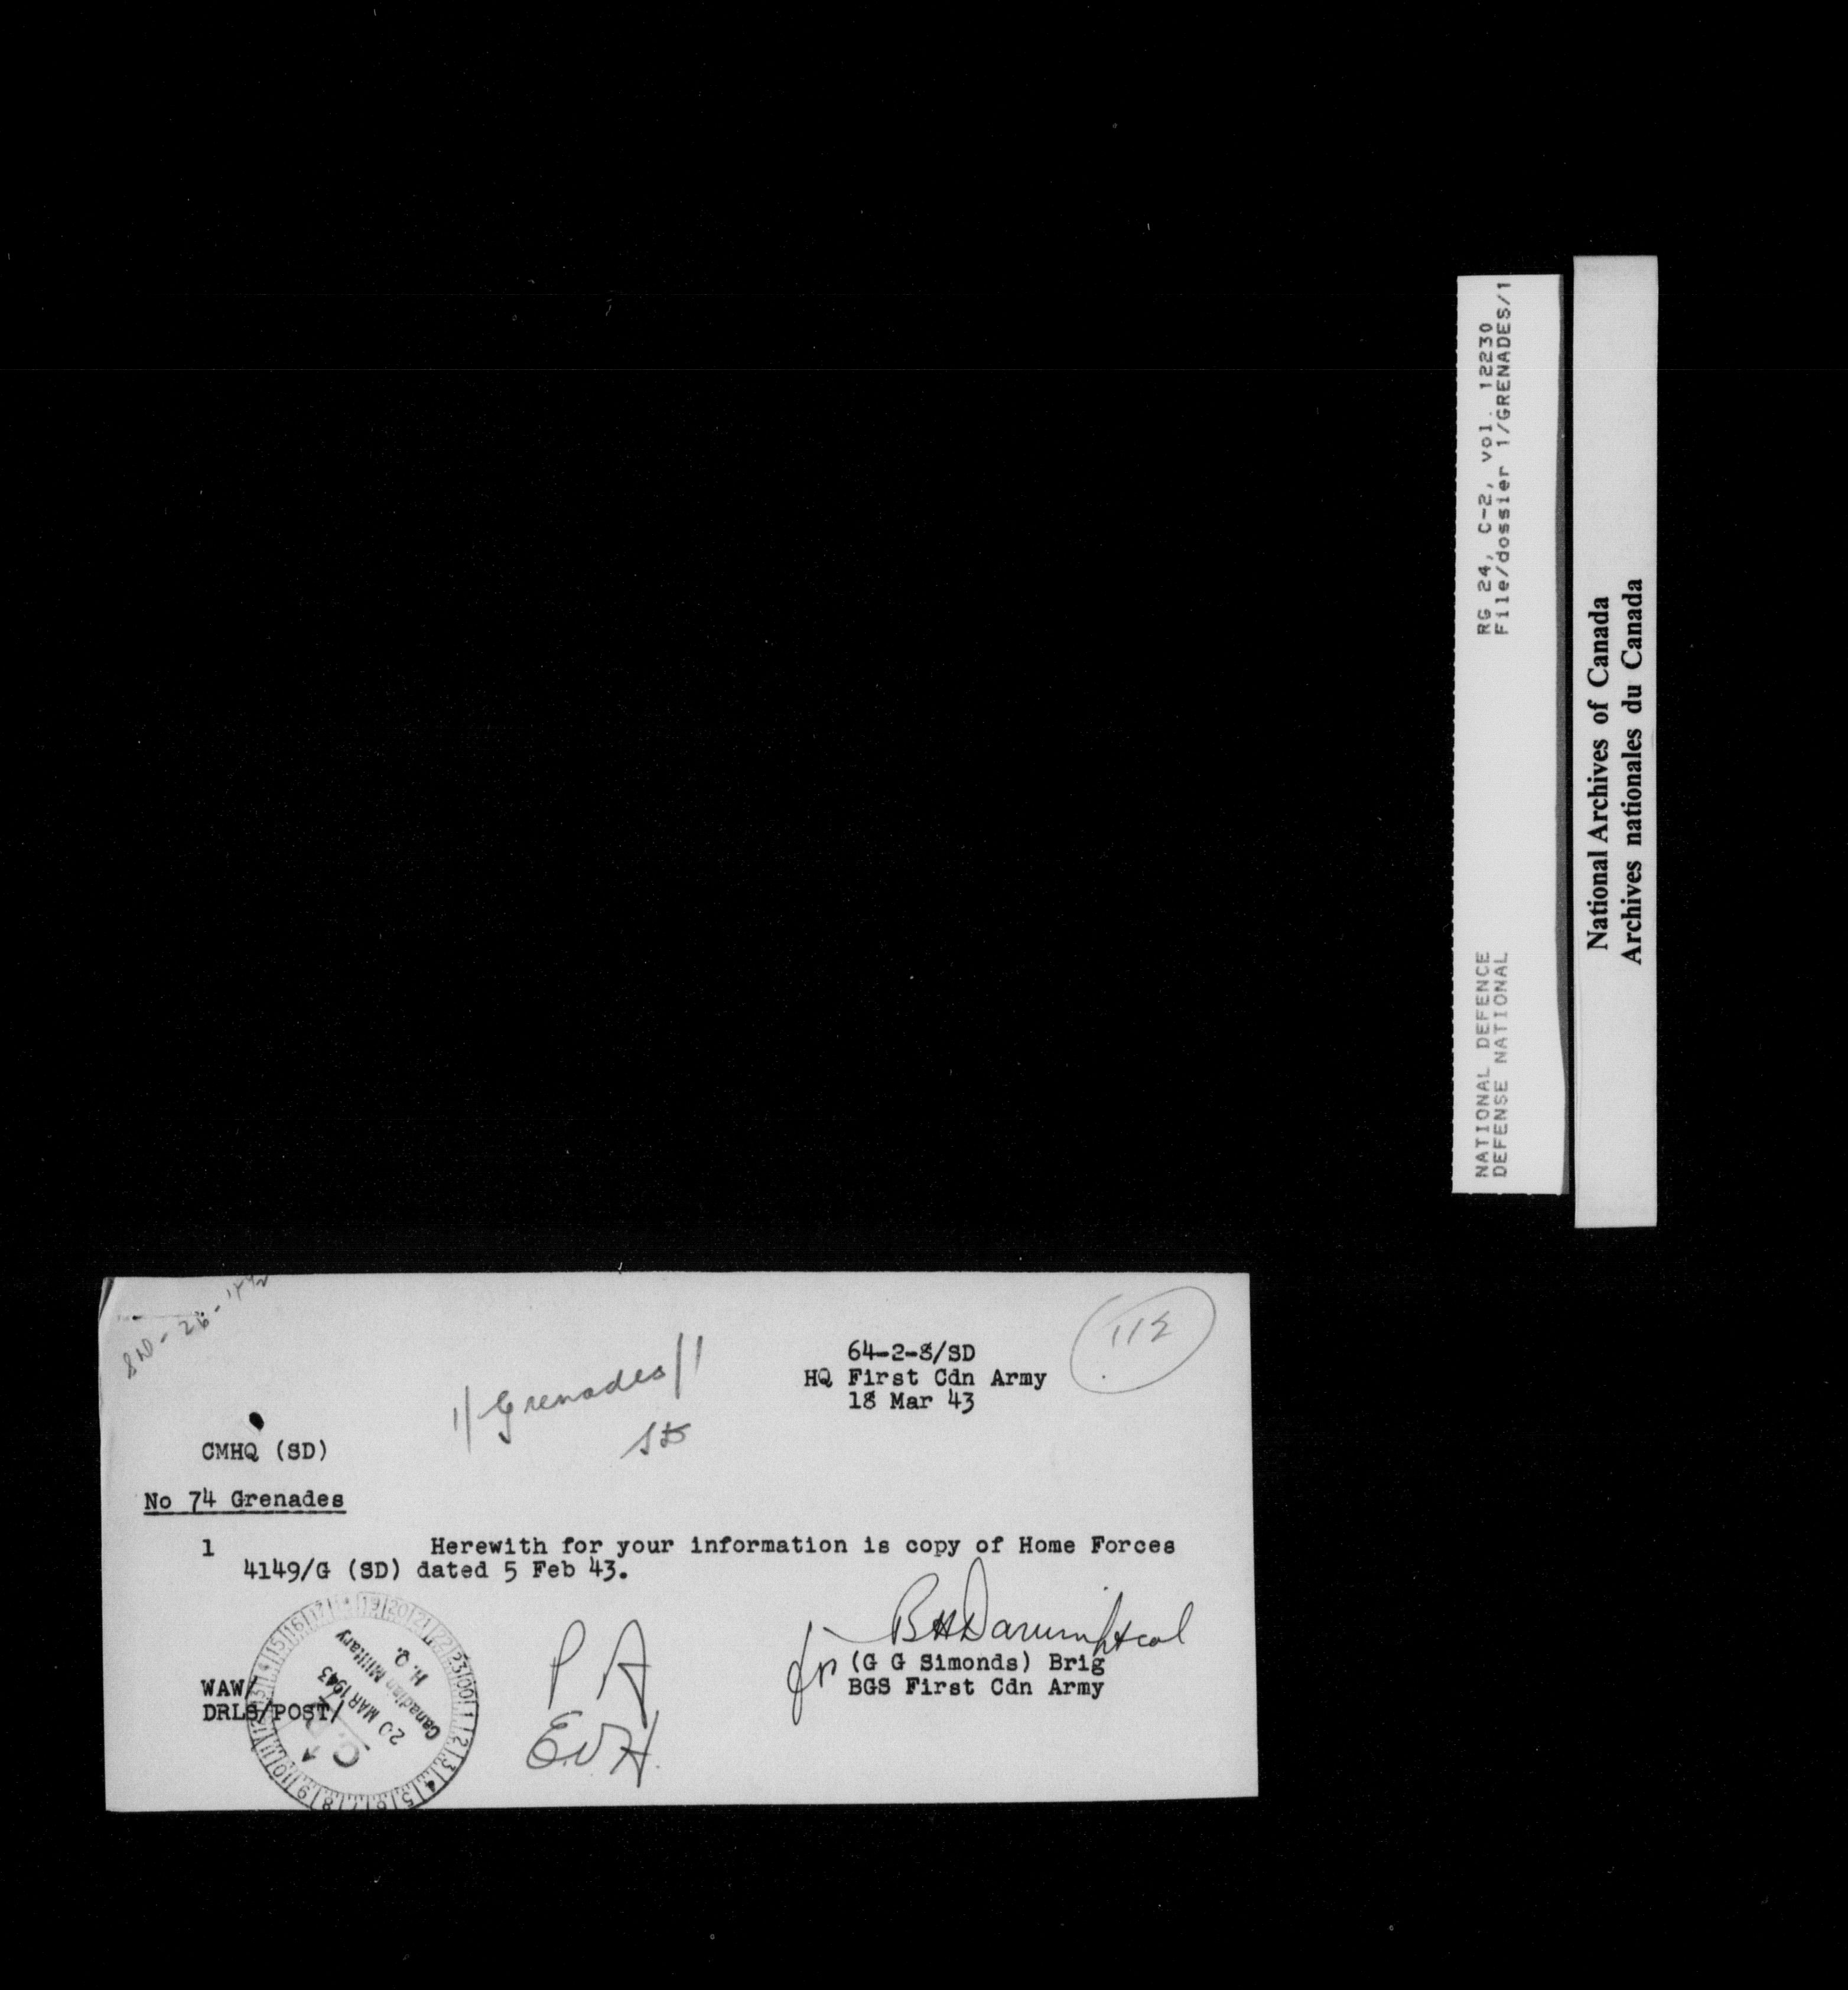 RG 24, C-2, vol. 12230
File/dossier 1/GRENADES/1
NATIONAL DEFENCE
DEFENSE NATIONAL
National Archives of Canada
Archives nationales du Canada
112
64-2-8/SD
HQ First Cdn Army
18 Mar 43
1/Grenades/1
SD
CMHQ (SD)
No 74 Grenades
1 Herewith for your information is copy of Home Forces
4149/G (SD) dated 5 Feb 43.
for
(G G Simonds) Brig
BGS First Cdn Army
WAW/
DRLS/POST/
Canadian Military
H. Q.
20 MAR 1943
P A